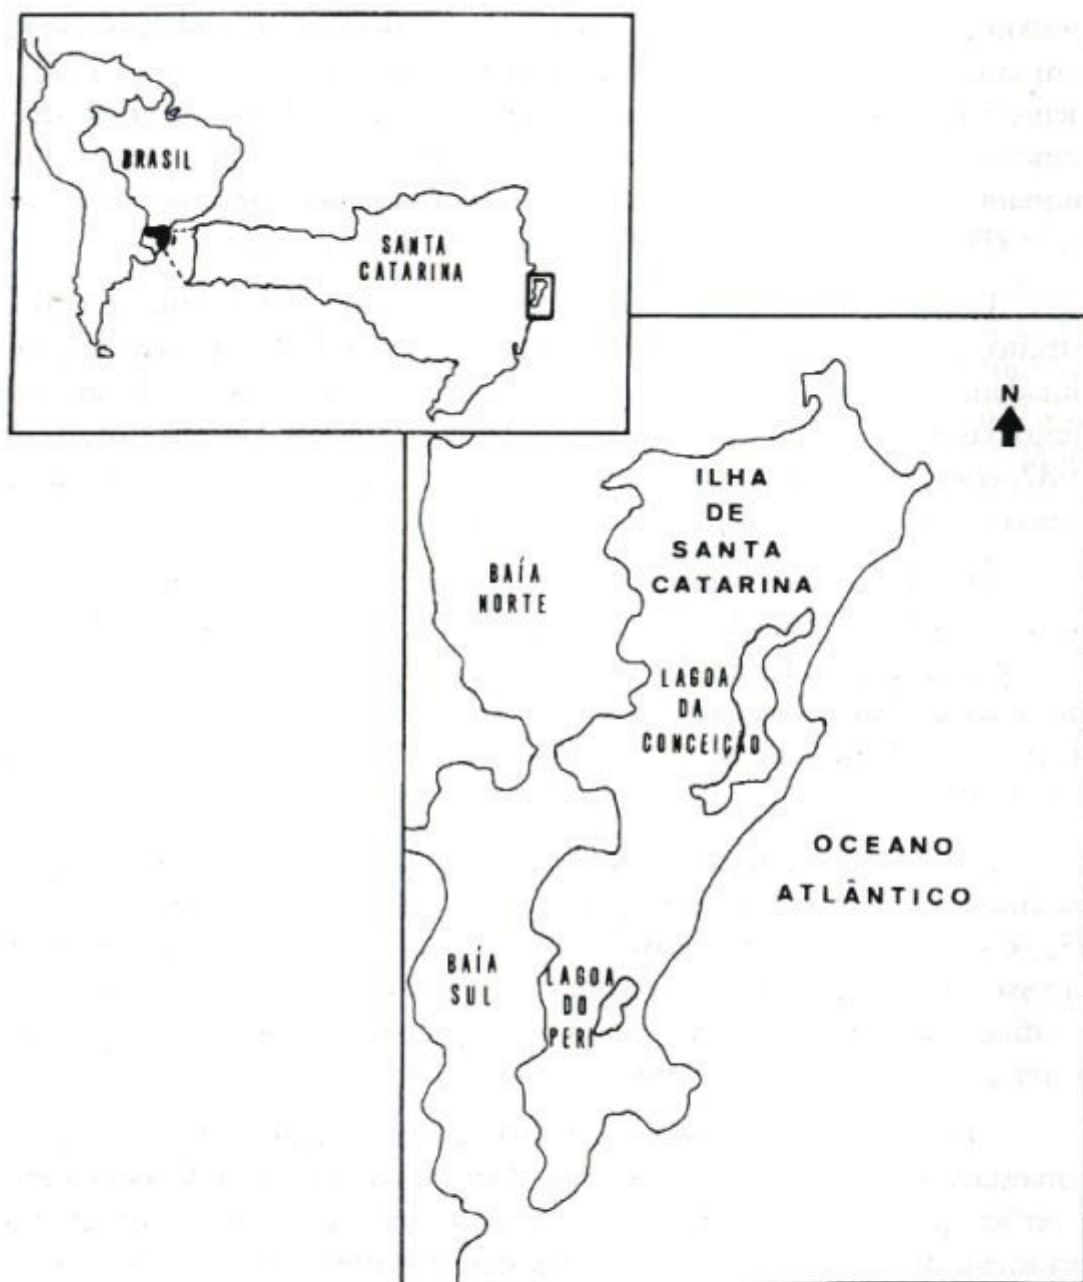 BRASIL
SANTA
CATARINA
N
ILHA
DE
SANTA
CATARINA
BAÍA
NORTE
LAGOA
DA
CONCEIÇÃO
OCEANO
ATLÂNTICO
BAÍA
SUL
LAGOA
DO
PERI